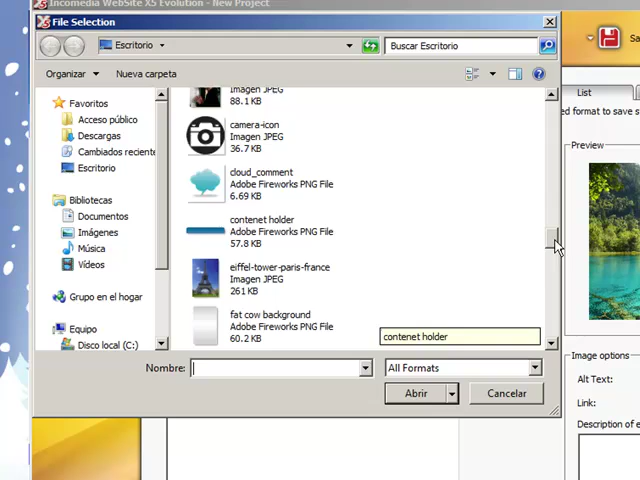 Incomedia WebSite X5 Evolution - New Project
File Selection
Escritorio
Buscar Escritorio
Organizar
Nueva carpeta
Favoritos
Acceso público
Descargas
Cambiados reciente
Escritorio
Bibliotecas
Documentos
Imágenes
Música
Vídeos
Grupo en el hogar
Equipo
Disco local (C:)
Imagen JPEG
88.1 KB
camera-icon
Imagen JPEG
36.7 KB
cloud_comment
Adobe Fireworks PNG File
6.69 KB
contenet holder
Adobe Fireworks PNG File
57.8 KB
eiffel-tower-paris-france
Imagen JPEG
261 KB
fat cow background
Adobe Fireworks PNG File
60.2 KB
contenet holder
Nombre:
All Formats
Abrir
Cancelar
Sa
List
ed format to save s
Preview
Image options
Alt Text:
Link:
Description of e